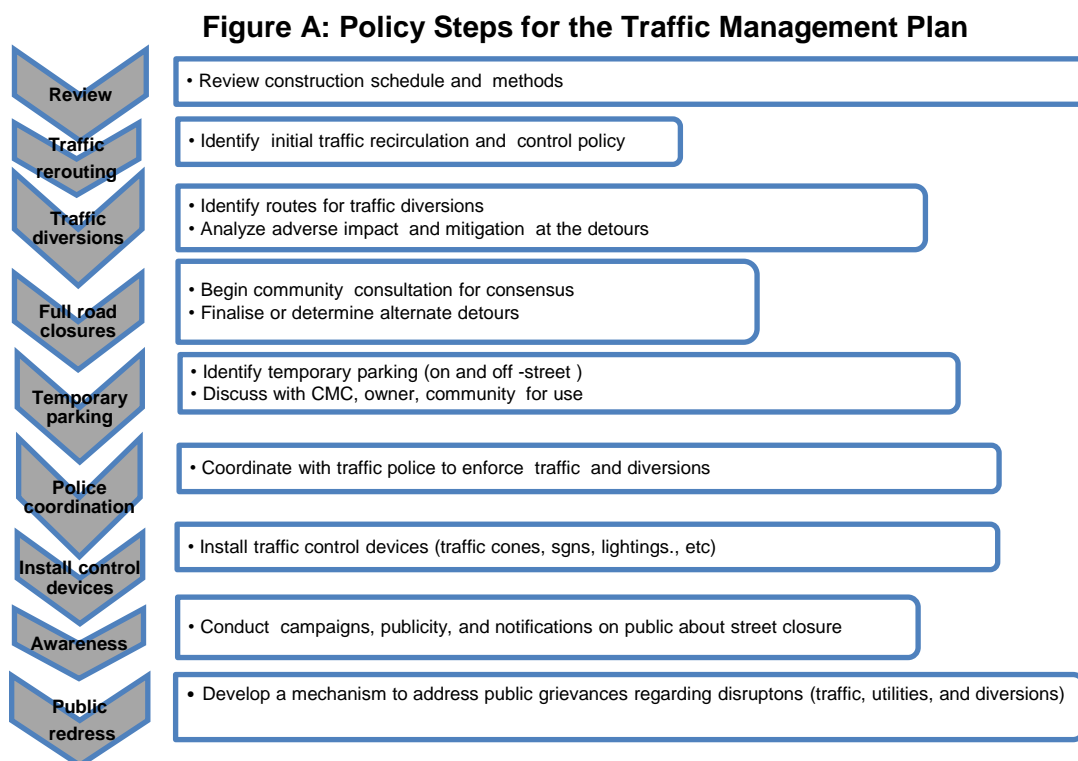 Figure A: Policy Steps for the Traffic Management Plan
Review
• Review construction schedule and methods
Traffic
rerouting
• Identify initial traffic recirculation and control policy
Traffic
diversions
• Identify routes for traffic diversions
• Analyze adverse impact and mitigation at the detours
Full road
closures
• Begin community consultation for consensus
• Finalise or determine alternate detours
Temporary
parking
• Identify temporary parking (on and off -street )
• Discuss with CMC, owner, community for use
Police
coordination
• Coordinate with traffic police to enforce traffic and diversions
Install control
devices
• Install traffic control devices (traffic cones, sgns, lightings., etc)
Awareness
• Conduct campaigns, publicity, and notifications on public about street closure
Public
redress
• Develop a mechanism to address public grievances regarding disruptons (traffic, utilities, and diversions)